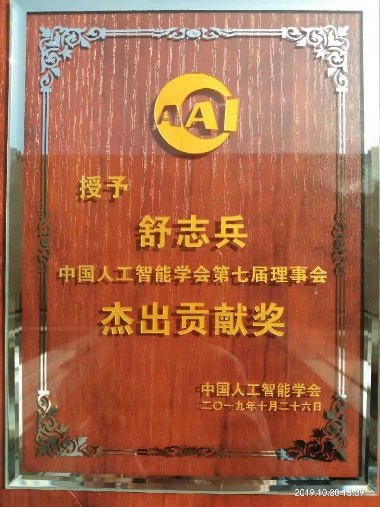 CAAI
授予
舒志兵
中国人工智能学会第七届理事会
杰出贡献奖
中国人工智能学会
二〇一九年十月二十六日
2019.10.30 15:39